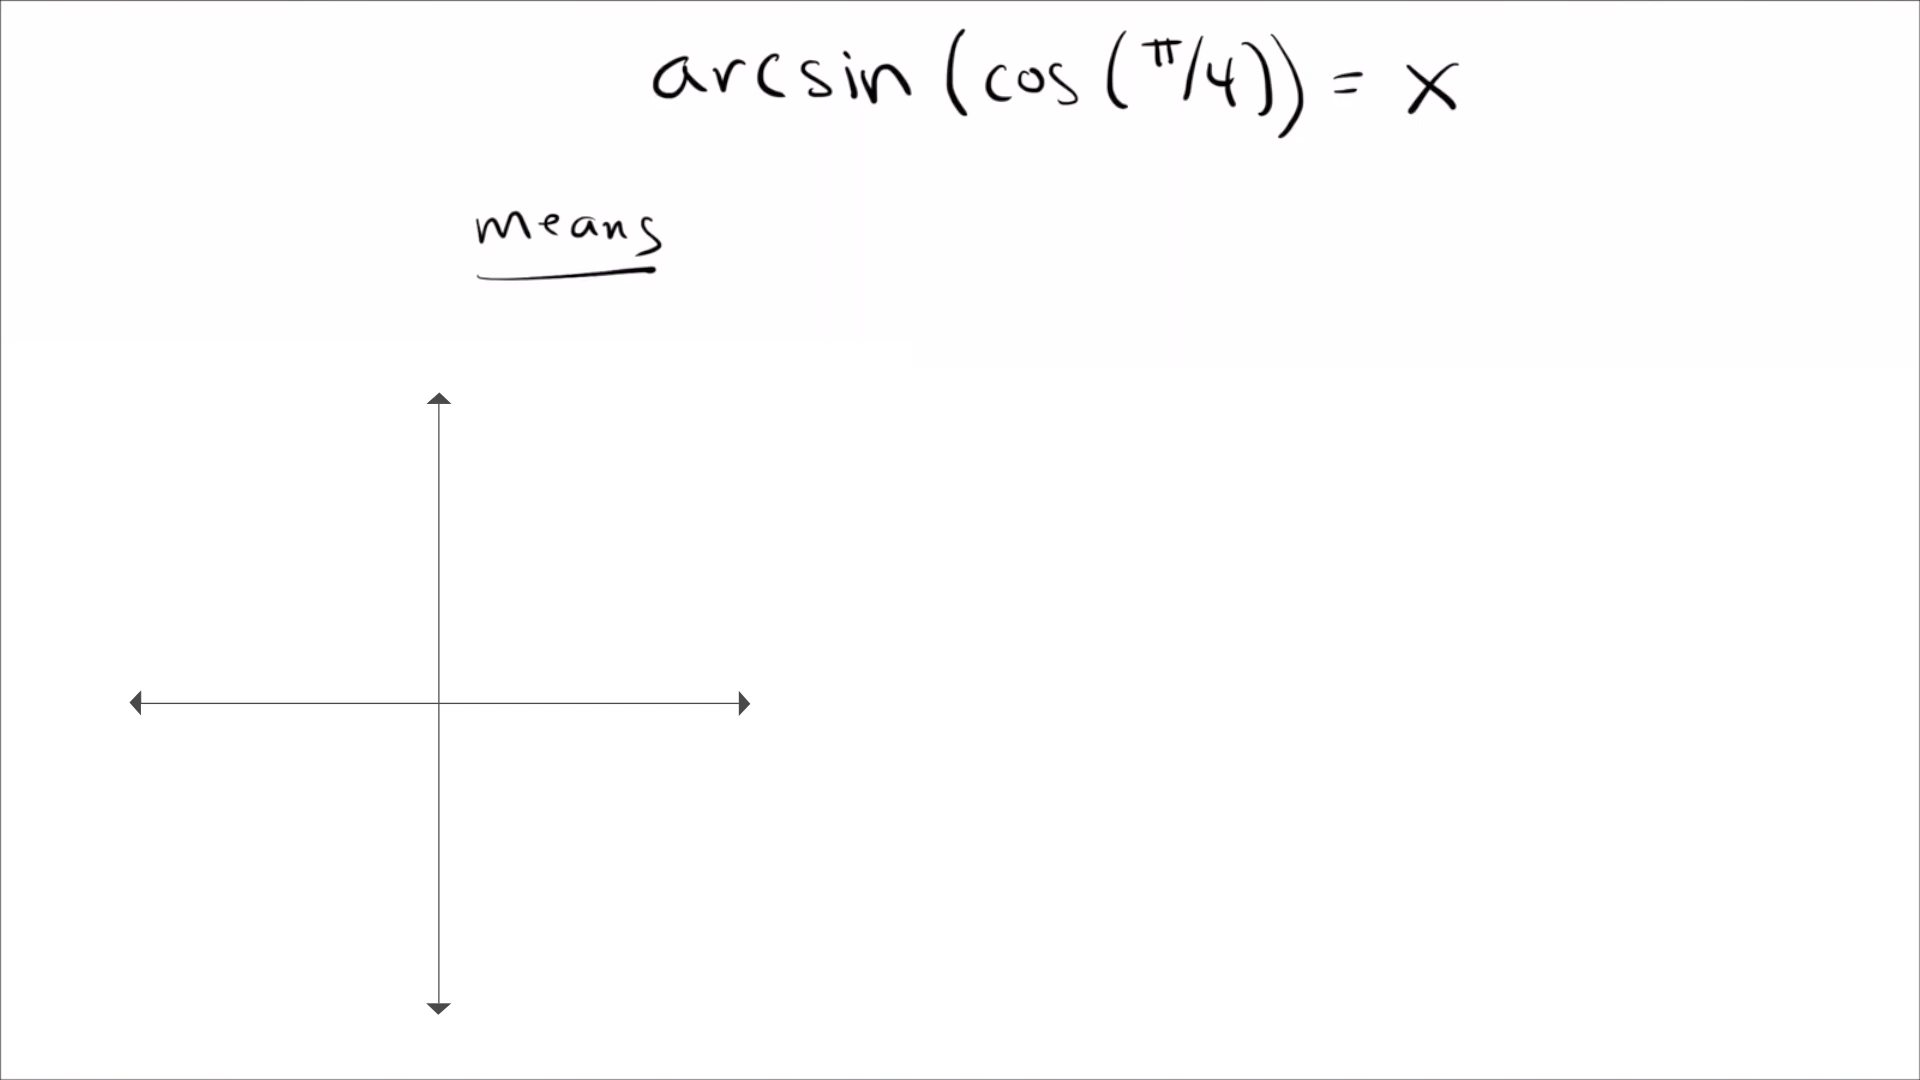 arcsin (cos (π/4)) = x
means